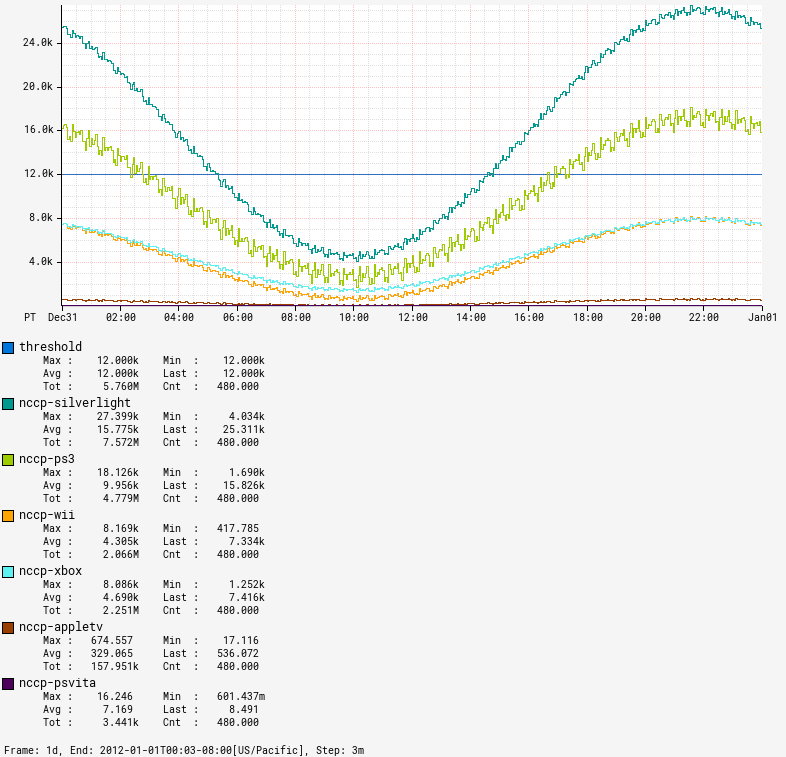 24.0k
20.0k
16.0k
12.0k
8.0k
4.0k
PT Dec31 02:00 04:00 06:00 08:00 10:00 12:00 14:00 16:00 18:00 20:00 22:00 Jan01
threshold
Max : 12.000k Min : 12.000k
Avg : 12.000k Last : 12.000k
Tot : 5.760M Cnt : 480.000
nccp-silverlight
Max : 27.399k Min : 4.034k
Avg : 15.775k Last : 25.311k
Tot : 7.572M Cnt : 480.000
nccp-ps3
Max : 18.126k Min : 1.690k
Avg : 9.956k Last : 15.826k
Tot : 4.779M Cnt : 480.000
nccp-wii
Max : 8.169k Min : 417.785
Avg : 4.305k Last : 7.334k
Tot : 2.066M Cnt : 480.000
nccp-xbox
Max : 8.086k Min : 1.252k
Avg : 4.690k Last : 7.416k
Tot : 2.251M Cnt : 480.000
nccp-appletv
Max : 674.557 Min : 17.116
Avg : 329.065 Last : 536.072
Tot : 157.951k Cnt : 480.000
nccp-psvita
Max : 16.246 Min : 601.437m
Avg : 7.169 Last : 8.491
Tot : 3.441k Cnt : 480.000
Frame: 1d, End: 2012-01-01T00:03-08:00[US/Pacific], Step: 3m